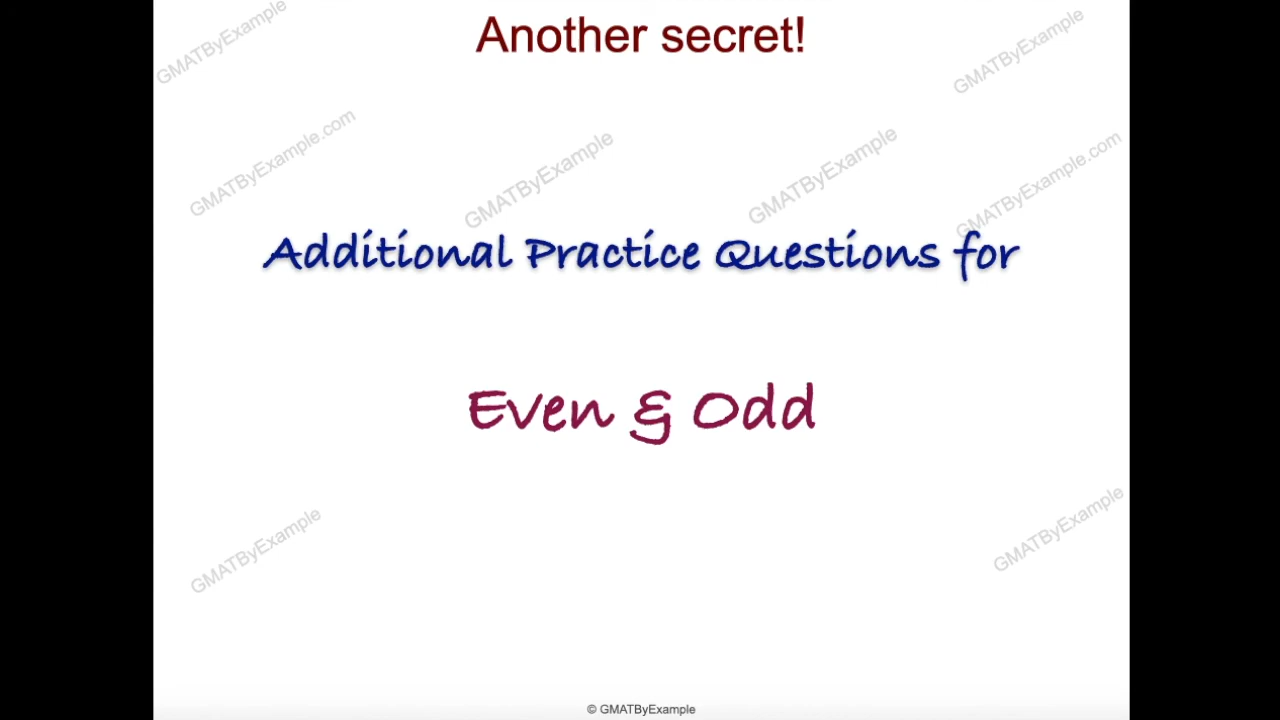 Another secret!
GMATByExample
GMATByExample
GMATByExample.com
GMATByExample
GMATByExample
GMATByExample.com
Additional Practice Questions for
Even & Odd
GMATByExample
GMATByExample
© GMATByExample